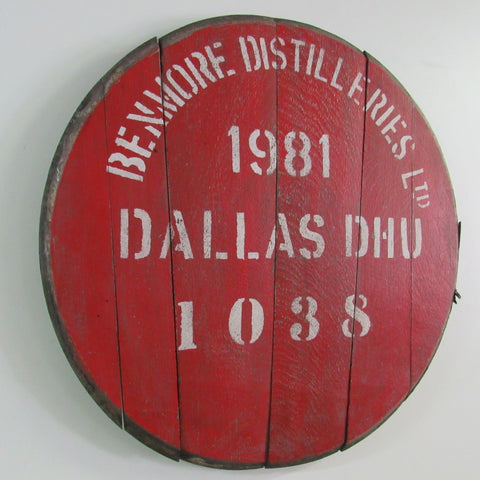 BENMORE DISTILLERIES LTD
1981
DALLAS DHU
1038